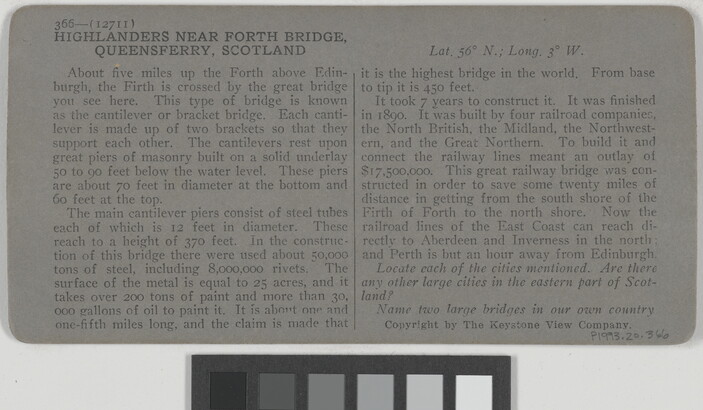 366—(12711)
HIGHLANDERS NEAR FORTH BRIDGE,
QUEENSFERRY, SCOTLAND
Lat. 56° N.; Long. 3° W.
About five miles up the Forth above Edin-
burgh, the Firth is crossed by the great bridge
you see here. This type of bridge is known
as the cantilever or bracket bridge. Each canti-
lever is made up of two brackets so that they
support each other. The cantilevers rest upon
great piers of masonry built on a solid underlay
50 to 90 feet below the water level. These piers
are about 70 feet in diameter at the bottom and
60 feet at the top.
The main cantilever piers consist of steel tubes
each of which is 12 feet in diameter. These
reach to a height of 370 feet. In the construc-
tion of this bridge there were used about 50,000
tons of steel, including 8,000,000 rivets. The
surface of the metal is equal to 25 acres, and it
takes over 200 tons of paint and more than 30,
000 gallons of oil to paint it. It is about one and
one-fifth miles long, and the claim is made that
it is the highest bridge in the world. From base
to tip it is 450 feet.
It took 7 years to construct it. It was finished
in 1890. It was built by four railroad companies,
the North British, the Midland, the Northwest-
ern, and the Great Northern. To build it and
connect the railway lines meant an outlay of
$17,500,000. This great railway bridge was con-
structed in order to save some twenty miles of
distance in getting from the south shore of the
Firth of Forth to the north shore. Now the
railroad lines of the East Coast can reach di-
rectly to Aberdeen and Inverness in the north;
and Perth is but an hour away from Edinburgh.
Locate each of the cities mentioned. Are there
any other large cities in the eastern part of Scot-
land?
Name two large bridges in our own country
Copyright by The Keystone View Company.
P1993.20.366